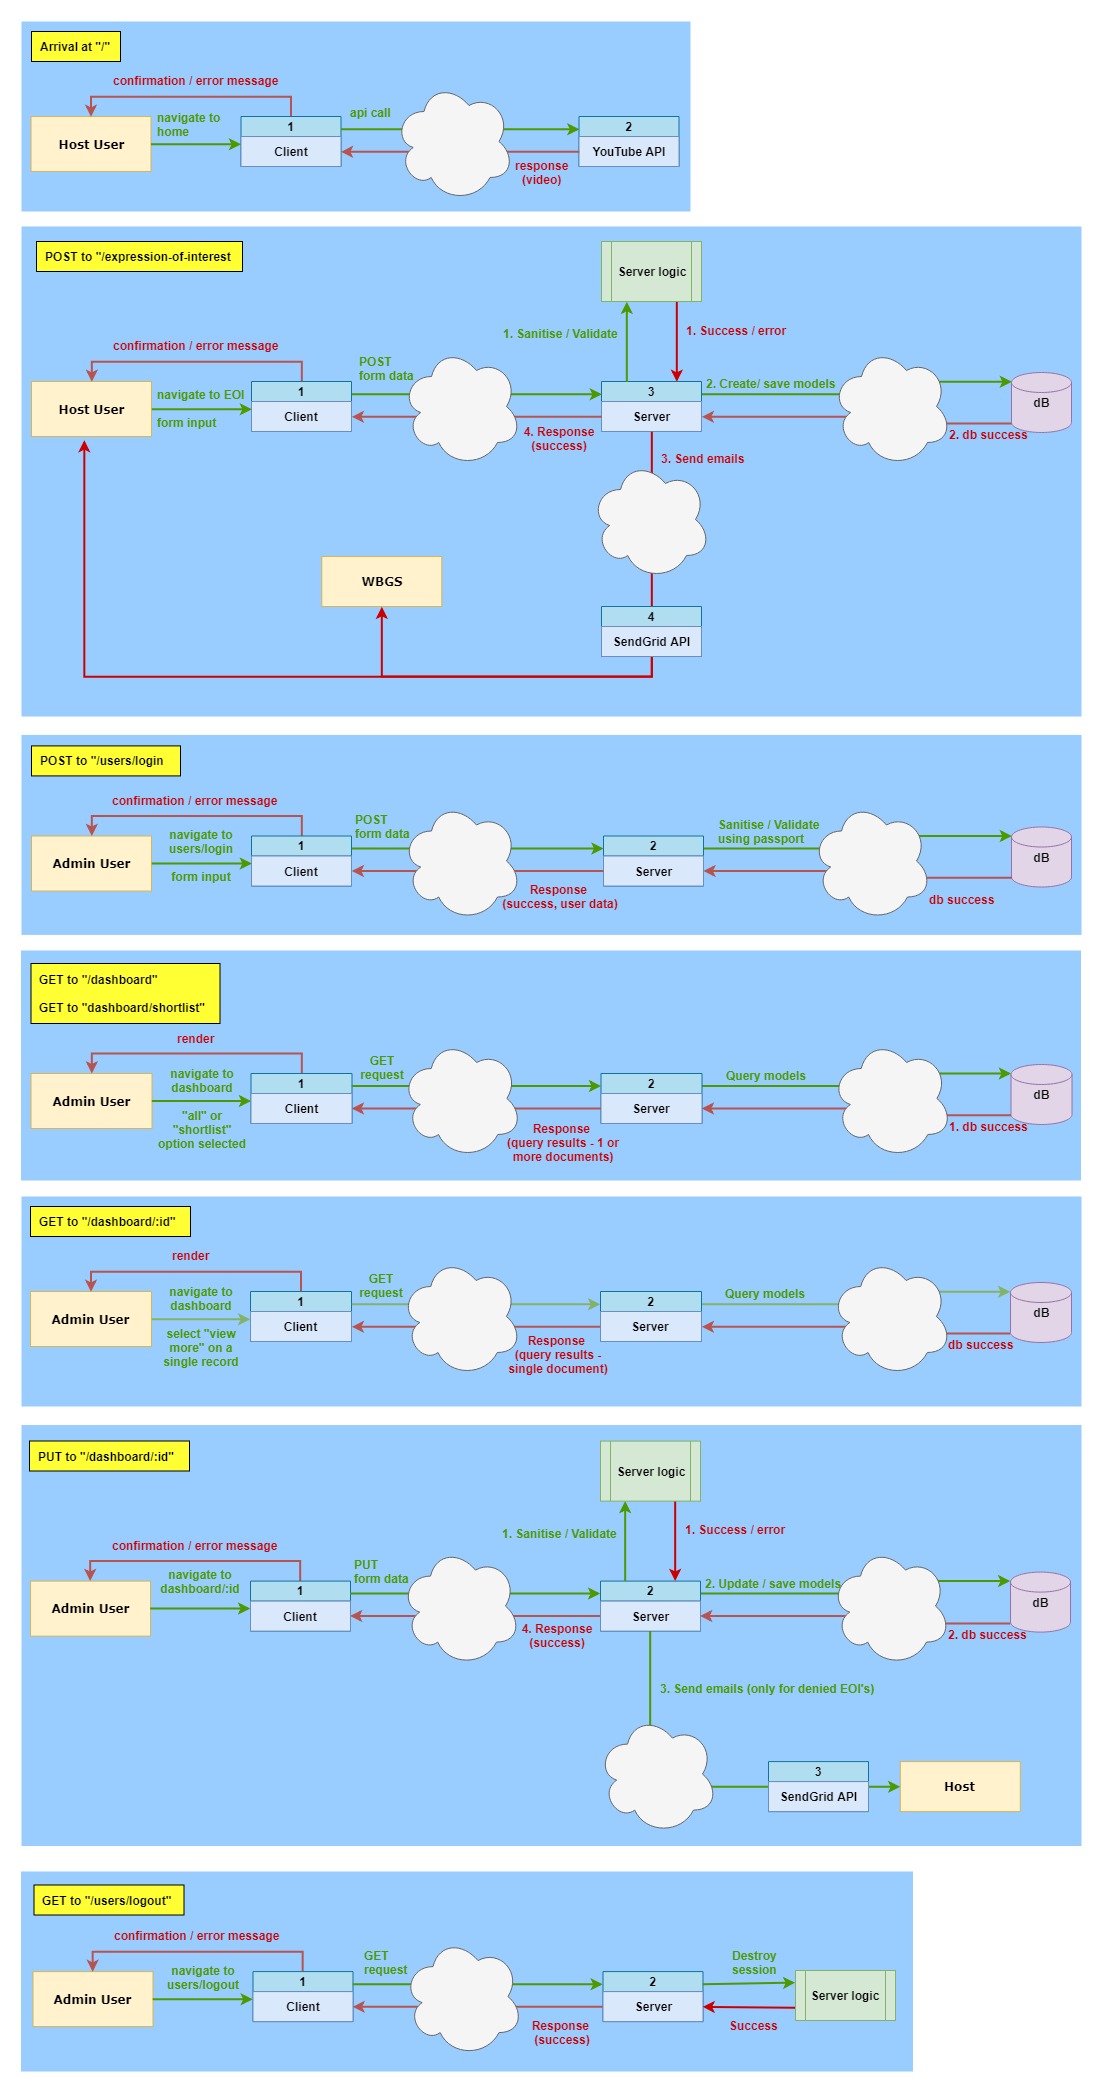 Arrival at "/"
confirmation / error message
navigate to
home
api call
Host User
1
Client
2
YouTube API
response
(video)
POST to "/expression-of-interest
Server logic
1. Sanitise / Validate
1. Success / error
confirmation / error message
POST
form data
navigate to EOI
form input
Host User
1
Client
3
Server
2. Create/ save models
dB
4. Response
(success)
2. db success
3. Send emails
WBGS
4
SendGrid API
POST to "/users/login
confirmation / error message
navigate to
users/login
form input
POST
form data
Admin User
1
Client
2
Server
Sanitise / Validate
using passport
dB
Response
(success, user data)
db success
GET to "/dashboard"
GET to "dashboard/shortlist"
render
navigate to
dashboard
"all" or
"shortlist"
option selected
GET
request
Admin User
1
Client
2
Server
Query models
dB
Response
(query results - 1 or
more documents)
1. db success
GET to "/dashboard/:id"
render
navigate to
dashboard
select "view
more" on a
single record
GET
request
Admin User
1
Client
2
Server
Query models
dB
Response
(query results -
single document)
db success
PUT to "/dashboard/:id"
Server logic
1. Sanitise / Validate
1. Success / error
confirmation / error message
navigate to
dashboard/:id
PUT
form data
Admin User
1
Client
2
Server
2. Update / save models
dB
4. Response
(success)
2. db success
3. Send emails (only for denied EOI's)
3
SendGrid API
Host
GET to "/users/logout"
confirmation / error message
navigate to
users/logout
GET
request
Admin User
1
Client
2
Server
Destroy
session
Server logic
Response
(success)
Success